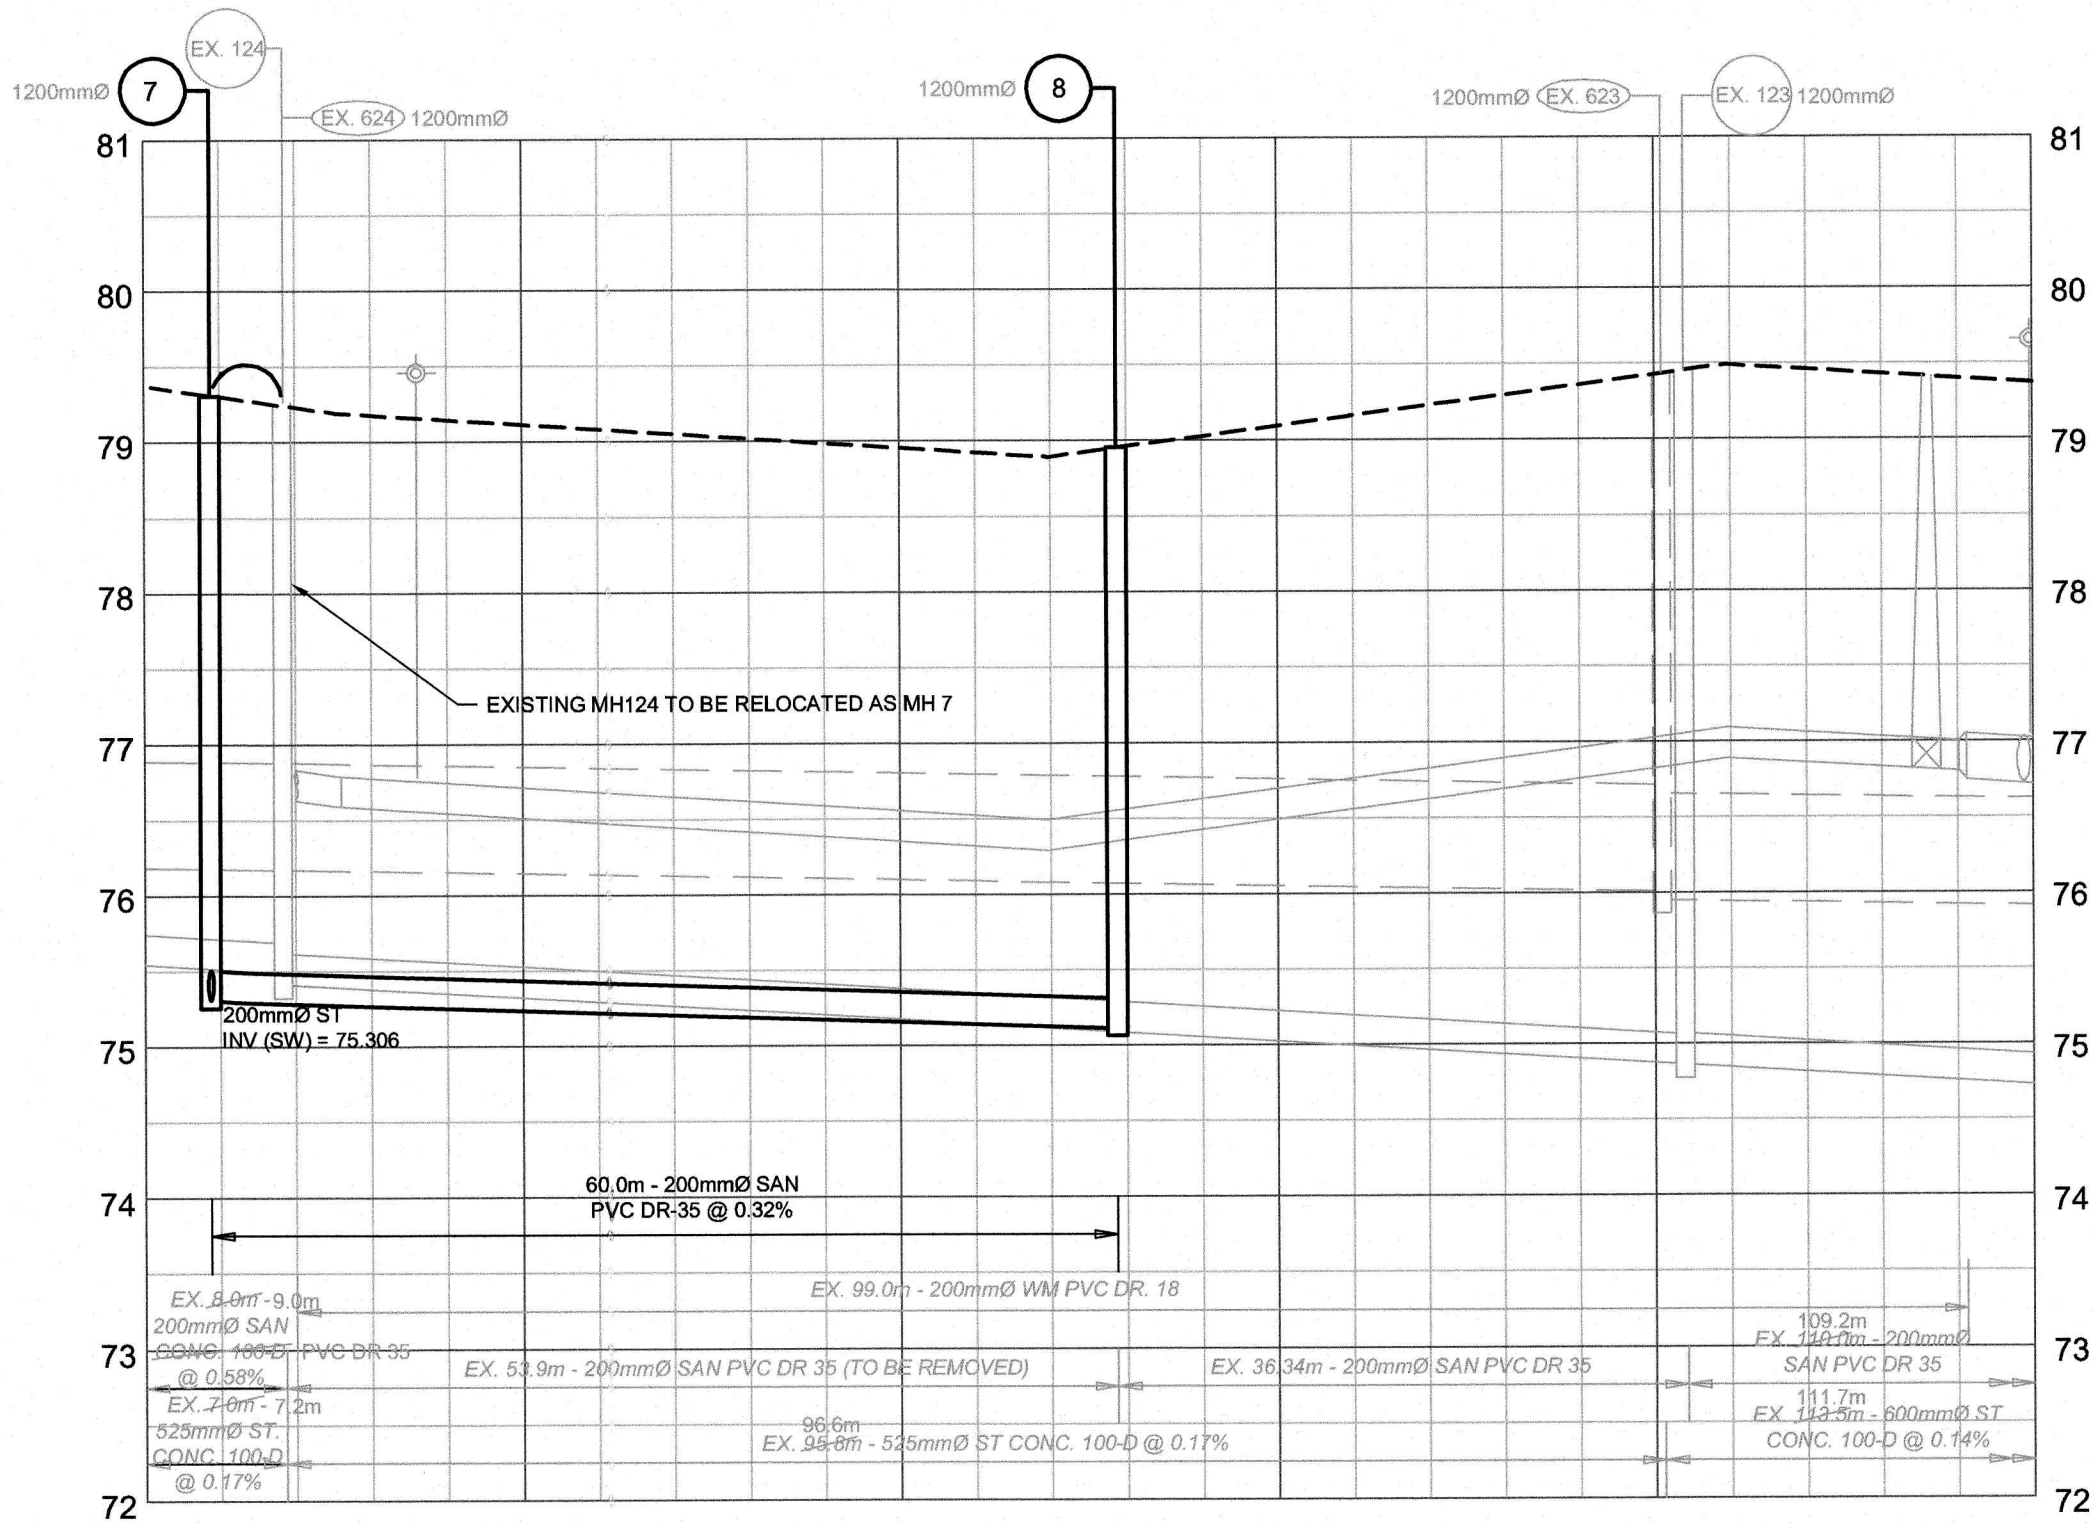 EX. 124
1200mmØ 7
EX. 624 1200mmØ
1200mmØ 8
1200mmØ EX. 623
EX. 123 1200mmØ
81
81
80
80
79
79
78
78
EXISTING MH124 TO BE RELOCATED AS MH 7
77
77
76
76
200mmØ ST
INV (SW) = 75.306
75
75
60.0m - 200mmØ SAN
PVC DR-35 @ 0.32%
74
74
EX. 99.0m - 200mmØ WM PVC DR. 18
EX. 8.0m - 9.0m
200mmØ SAN
CONC. 100-D PVC DR 35
@ 0.58%
73
73
EX. 53.9m - 200mmØ SAN PVC DR 35 (TO BE REMOVED)
EX. 36.34m - 200mmØ SAN PVC DR 35
109.2m
EX. 110.0m - 200mmØ
SAN PVC DR 35
EX. 7.0m - 7.2m
525mmØ ST.
CONC. 100-D
@ 0.17%
96.6m
EX. 95.8m - 525mmØ ST CONC. 100-D @ 0.17%
111.7m
EX. 113.5m - 600mmØ ST
CONC. 100-D @ 0.14%
72
72